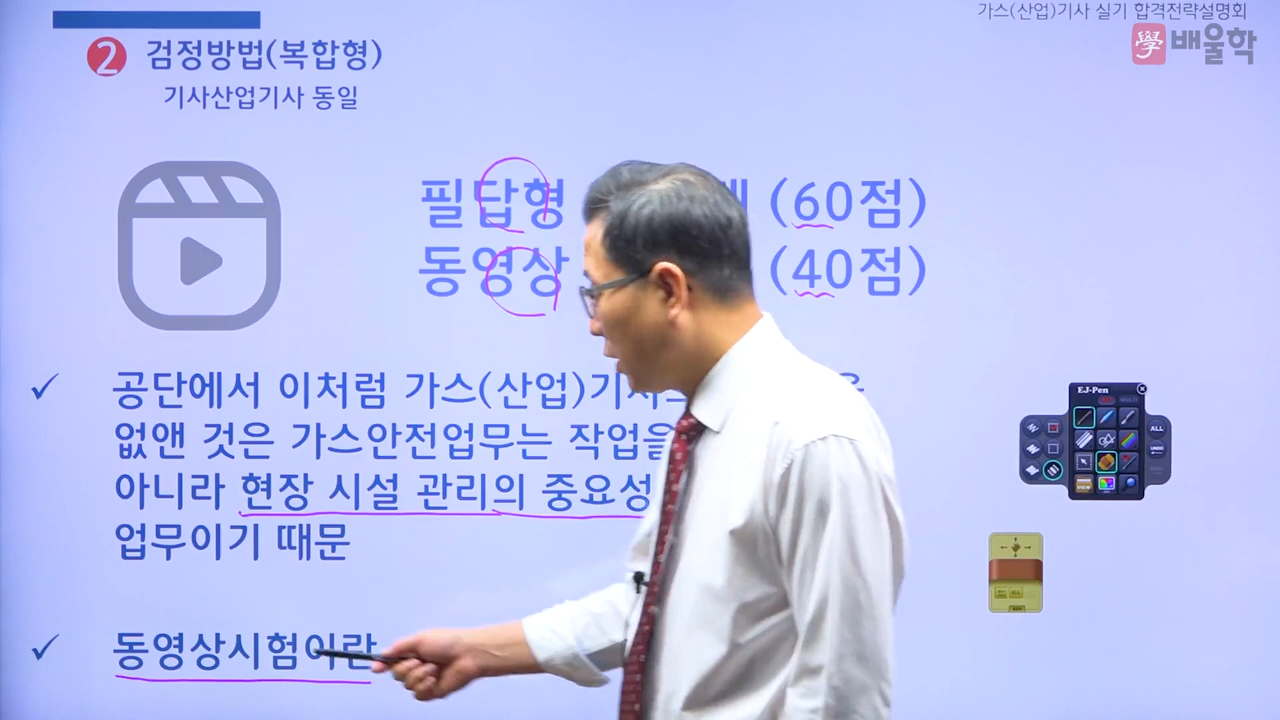 가스(산업)기사 실기 합격전략설명회
學 배울학
2 검정방법(복합형)
기사산업기사 동일
필답형 (60점)
동영상 (40점)
✓ 공단에서 이처럼 가스(산업)기사
없앤 것은 가스안전업무는 작업을
아니라 현장 시설 관리의 중요성
업무이기 때문
✓ 동영상시험이란
EJ-Pen
ALL